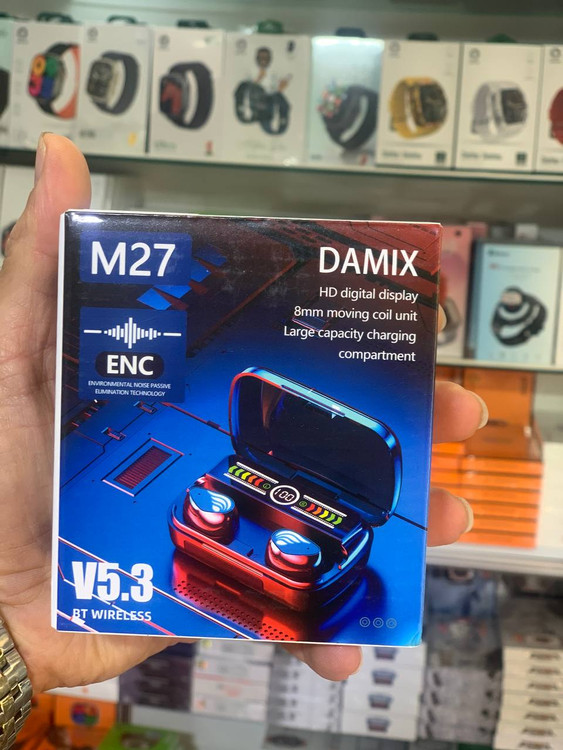 M27
DAMIX
HD digital display
8mm moving coil unit
Large capacity charging
compartment
ENC
ENVIRONMENTAL NOISE PASSIVE
ELIMINATION TECHNOLOGY
100
V5.3
BT WIRELESS